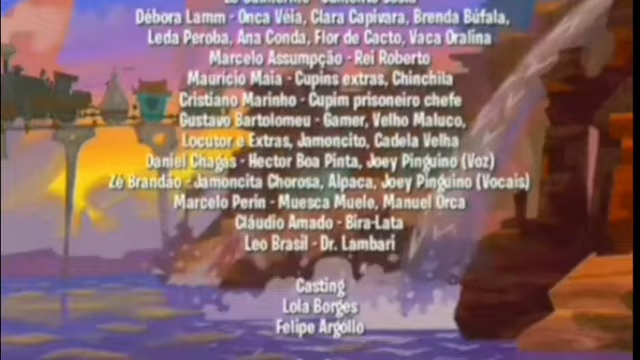 Débora Lamm - Onça Véia, Clara Capivara, Brenda Búfala,
Leda Peroba, Ana Conda, Flor de Cacto, Vaca Oralina
Marcelo Assumpção - Rei Roberto
Maurício Maia - Cupins extras, Chinchila
Cristiano Marinho - Cupim prisoneiro chefe
Gustavo Bartolomeu - Gamer, Velho Maluco,
Locutor e Extras, Jamoncito, Cadela Velha
Daniel Chagas - Hector Boa Pinta, Joey Pinguino (Voz)
Zé Brandão - Jamoncita Chorosa, Alpaca, Joey Pinguino (Vocais)
Marcelo Perin - Muesca Muele, Manuel Orca
Cláudio Amado - Bira-Lata
Leo Brasil - Dr. Lambari
Casting
Lola Borges
Felipe Argollo